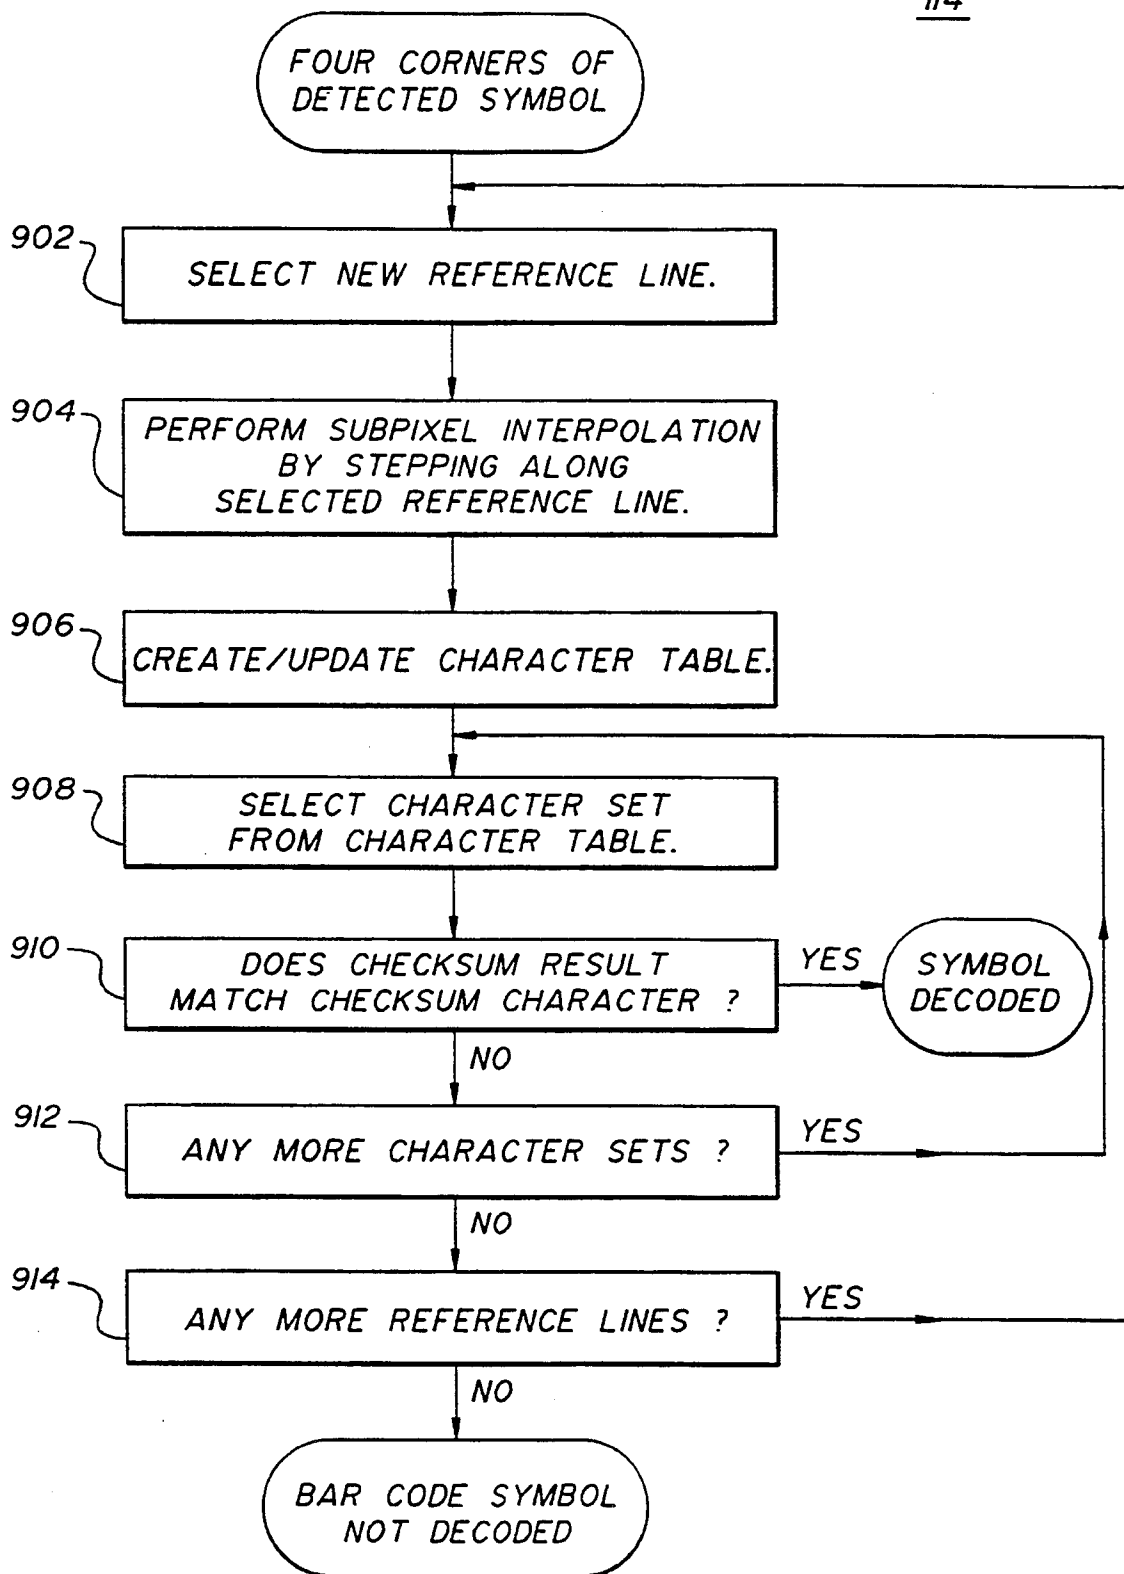 114
FOUR CORNERS OF
DETECTED SYMBOL
902
SELECT NEW REFERENCE LINE.
904
PERFORM SUBPIXEL INTERPOLATION
BY STEPPING ALONG
SELECTED REFERENCE LINE.
906
CREATE/UPDATE CHARACTER TABLE.
908
SELECT CHARACTER SET
FROM CHARACTER TABLE.
910
DOES CHECKSUM RESULT
MATCH CHECKSUM CHARACTER ?
YES
SYMBOL
DECODED
NO
912
ANY MORE CHARACTER SETS ?
YES
NO
914
ANY MORE REFERENCE LINES ?
YES
NO
BAR CODE SYMBOL
NOT DECODED